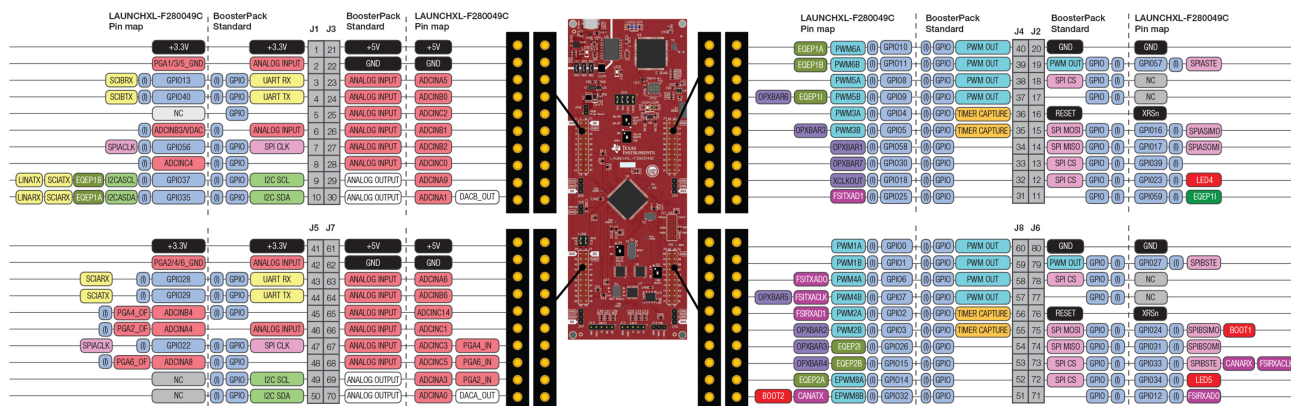 LAUNCHXL-F280049C Pin map BoosterPack Standard J1 J3 BoosterPack Standard LAUNCHXL-F280049C Pin map
+3.3V +3.3V 1 21 +5V +5V
PGA1/3/5_GND ANALOG INPUT 2 22 GND GND
SCIBRX (I) GPIO13 (I) GPIO UART RX 3 23 ANALOG INPUT ADCINA5
SCIBTX (I) GPIO40 (I) GPIO UART TX 4 24 ANALOG INPUT ADCINB0
NC GPIO 5 25 ANALOG INPUT ADCINC2
(I) ADCINB3/VDAC (I) ANALOG INPUT 6 26 ANALOG INPUT ADCINB1
SPIACLK (I) GPIO56 (I) GPIO SPI CLK 7 27 ANALOG INPUT ADCINB2
ADCINC4 (I) GPIO 8 28 ANALOG INPUT ADCINC0
LINATX SCIATX EQEP1B I2CASCL (I) GPIO37 (I) GPIO I2C SCL 9 29 ANALOG OUTPUT ADCINA9
LINARX SCIARX EQEP1A I2CASDA (I) GPIO35 (I) GPIO I2C SDA 10 30 ANALOG OUTPUT ADCINA1 DACB_OUT
J5 J7
+3.3V +3.3V 41 61 +5V +5V
PGA2/4/6_GND ANALOG INPUT 42 62 GND GND
SCIARX (I) GPIO28 (I) GPIO UART RX 43 63 ANALOG INPUT ADCINA6
SCIATX (I) GPIO29 (I) GPIO UART TX 44 64 ANALOG INPUT ADCINB6
(I) PGA4_OF ADCINB4 (I) GPIO 45 65 ANALOG INPUT ADCINC14
(I) PGA2_OF ADCINA4 ANALOG INPUT 46 66 ANALOG INPUT ADCINC1
SPIACLK (I) GPIO22 (I) GPIO SPI CLK 47 67 ANALOG INPUT ADCINC3 PGA4_IN
(I) PGA6_OF ADCINA8 (I) GPIO 48 68 ANALOG INPUT ADCINC5 PGA6_IN
NC (I) GPIO I2C SCL 49 69 ANALOG OUTPUT ADCINA3 PGA2_IN
NC (I) GPIO I2C SDA 50 70 ANALOG OUTPUT ADCINA0 DACA_OUT
TEXAS INSTRUMENTS
LAUNCHXL-F280049C
LAUNCHXL-F280049C Pin map BoosterPack Standard J4 J2 BoosterPack Standard LAUNCHXL-F280049C Pin map
EQEP1A PWM6A (I) GPIO10 (I) GPIO PWM OUT 40 20 GND GND
EQEP1B PWM6B (I) GPIO11 (I) GPIO PWM OUT 39 19 PWM OUT GPIO (I) GPIO57 (I) SPIASTE
PWM5A (I) GPIO8 (I) GPIO PWM OUT 38 18 SPI CS GPIO (I) NC
OPXBAR6 EQEP1I PWM5B (I) GPIO9 (I) GPIO PWM OUT 37 17 GPIO (I) NC
PWM3A (I) GPIO4 (I) GPIO TIMER CAPTURE 36 16 RESET XRSn
OPXBAR3 PWM3B (I) GPIO5 (I) GPIO TIMER CAPTURE 35 15 SPI MOSI GPIO (I) GPIO16 (I) SPIASIMO
OPXBAR1 (I) GPIO58 (I) GPIO 34 14 SPI MISO GPIO (I) GPIO17 (I) SPIASOMI
OPXBAR7 (I) GPIO30 (I) GPIO 33 13 SPI CS GPIO (I) GPIO39 (I)
XCLKOUT (I) GPIO18 (I) GPIO 32 12 SPI CS GPIO (I) GPIO23 (I) LED4
FSITXAD1 (I) GPIO25 (I) GPIO 31 11 GPIO (I) GPIO59 (I) EQEP1I
J8 J6
PWM1A (I) GPIO0 (I) GPIO PWM OUT 60 80 GND GND
PWM1B (I) GPIO1 (I) GPIO PWM OUT 59 79 PWM OUT GPIO (I) GPIO27 (I) SPIBSTE
FSITXAD0 PWM4A (I) GPIO6 (I) GPIO PWM OUT 58 78 SPI CS GPIO (I) NC
OPXBAR5 FSITXACLK PWM4B (I) GPIO7 (I) GPIO PWM OUT 57 77 GPIO (I) NC
FSIRXAD1 PWM2A (I) GPIO2 (I) GPIO TIMER CAPTURE 56 76 RESET XRSn
OPXBAR2 PWM2B (I) GPIO3 (I) GPIO TIMER CAPTURE 55 75 SPI MOSI GPIO (I) GPIO24 (I) SPIBSIMO BOOT1
OPXBAR3 EQEP2I (I) GPIO26 (I) GPIO 54 74 SPI MISO GPIO (I) GPIO31 (I) SPIBSOMI
OPXBAR4 EQEP2B (I) GPIO15 (I) GPIO 53 73 SPI CS GPIO (I) GPIO33 (I) SPIBSTE CANARX FSIRXACLK
EQEP2A EPWM8A (I) GPIO14 (I) GPIO 52 72 SPI CS GPIO (I) GPIO34 (I) LED5
BOOT2 CANATX EPWM8B (I) GPIO32 (I) GPIO 51 71 GPIO (I) GPIO12 (I) FSIRXAD0